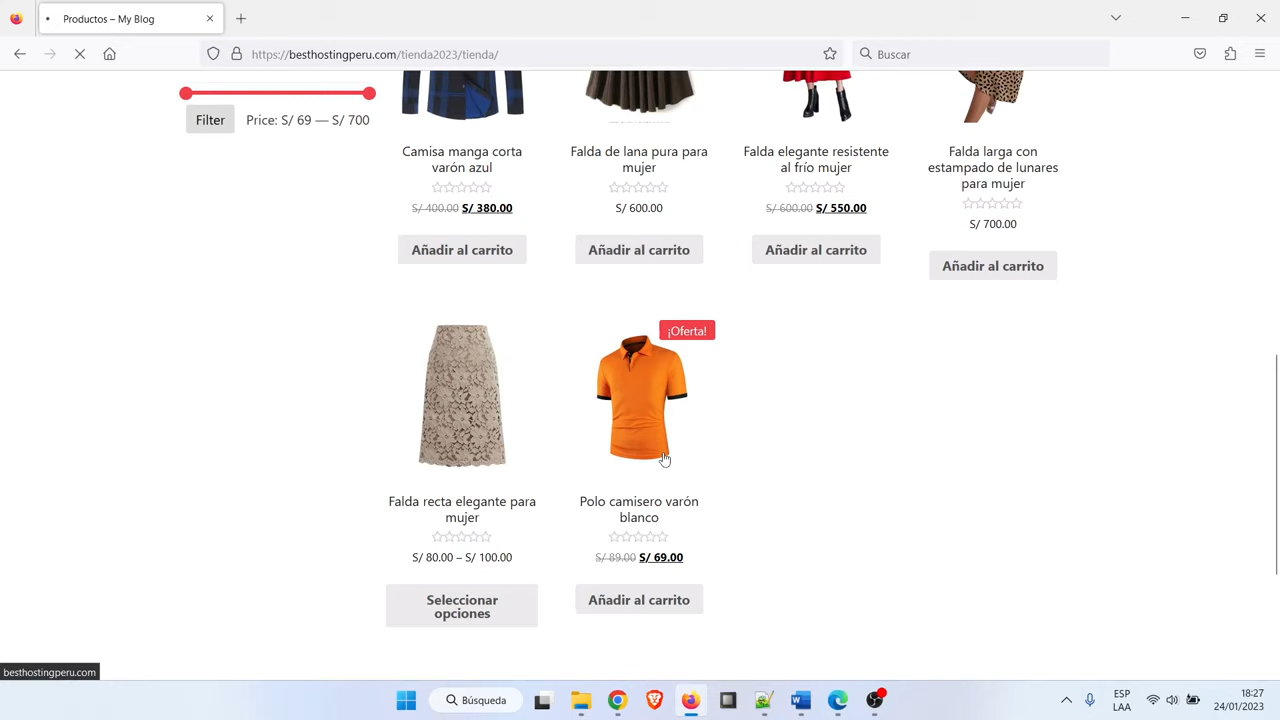 Productos – My Blog
https://besthostingperu.com/tienda2023/tienda/
Buscar
Filter
Price: S/ 69 — S/ 700
Camisa manga corta
varón azul
S/ 400.00 S/ 380.00
Añadir al carrito
Falda de lana pura para
mujer
S/ 600.00
Añadir al carrito
Falda elegante resistente
al frío mujer
S/ 600.00 S/ 550.00
Añadir al carrito
Falda larga con
estampado de lunares
para mujer
S/ 700.00
Añadir al carrito
Falda recta elegante para
mujer
S/ 80.00 – S/ 100.00
Seleccionar
opciones
¡Oferta!
Polo camisero varón
blanco
S/ 89.00 S/ 69.00
Añadir al carrito
besthostingperu.com
Búsqueda
ESP
LAA
18:27
24/01/2023